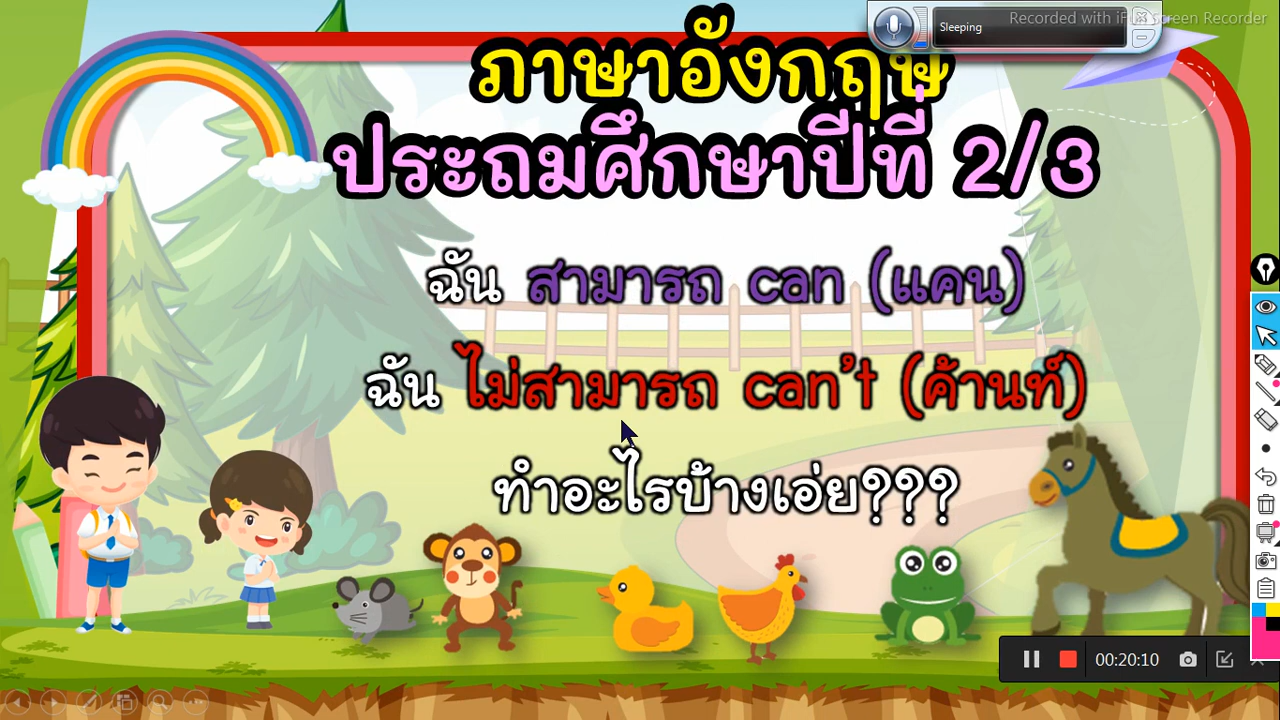 Recorded with iFun Screen Recorder
Sleeping
ภาษาอังกฤษ
ประถมศึกษาปีที่ 2/3
ฉัน สามารถ can (แคน)
ฉัน ไม่สามารถ can't (ค้านท์)
ทำอะไรบ้างเอ่ย???
00:20:10